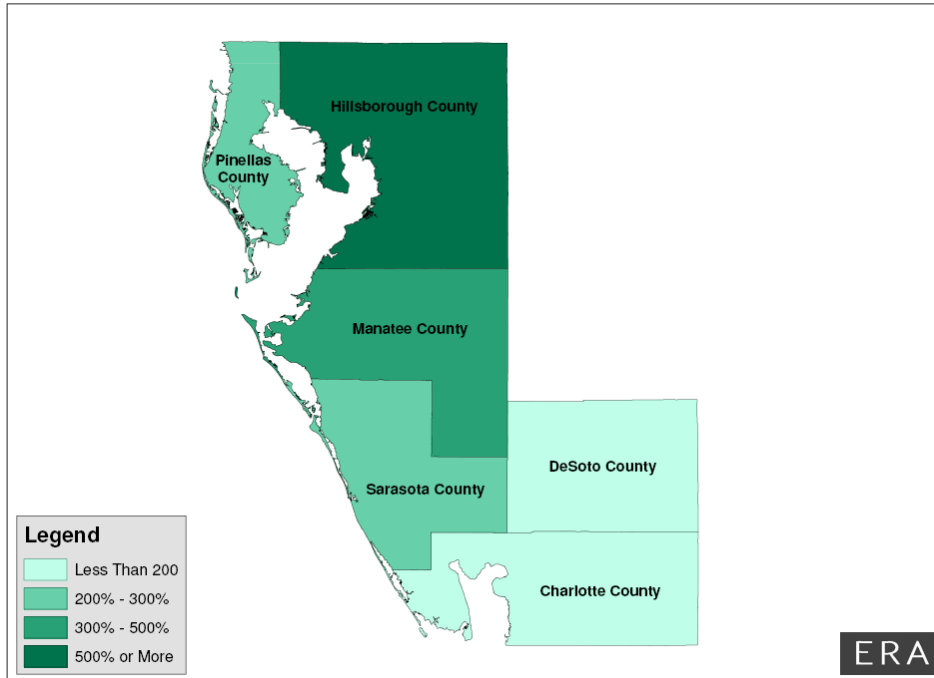 Hillsborough County
Pinellas
County
Manatee County
DeSoto County
Sarasota County
Charlotte County
Legend
Less Than 200
200% - 300%
300% - 500%
500% or More
ERA